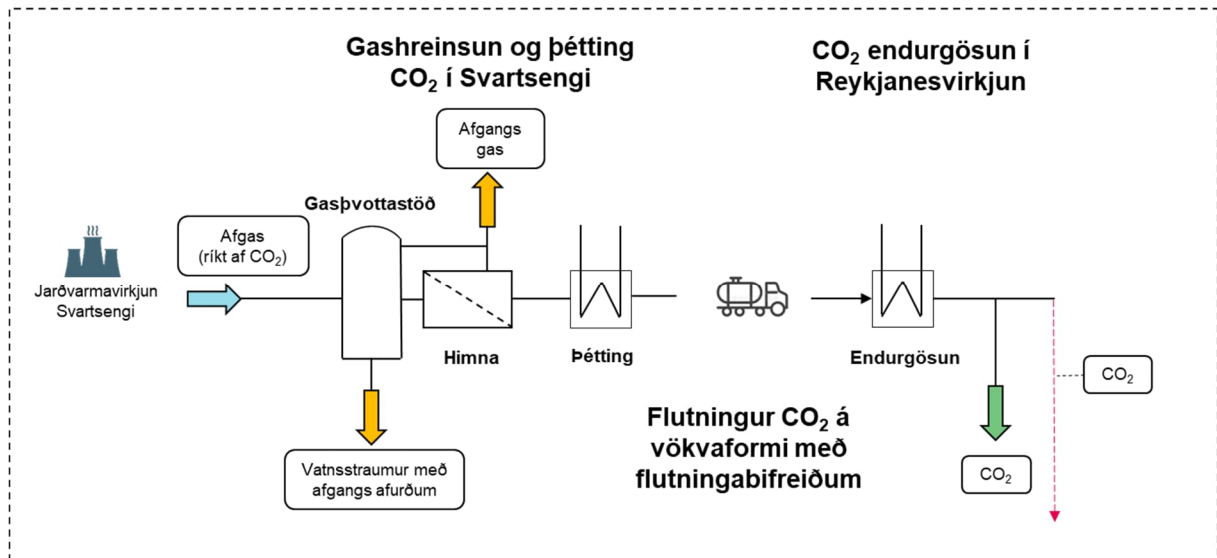 Gashreinsun og þétting
CO₂ í Svartsengi
CO₂ endurgösun í
Reykjanesvirkjun
Afgangs
gas
Gasþvottastöð
Afgas
(ríkt af CO₂)
Jarðvarmavirkjun
Svartsengi
Himna
Þétting
Endurgösun
CO₂
Flutningur CO₂ á
vökvaformi með
flutningabifreiðum
Vatnsstraumur með
afgangs afurðum
CO₂